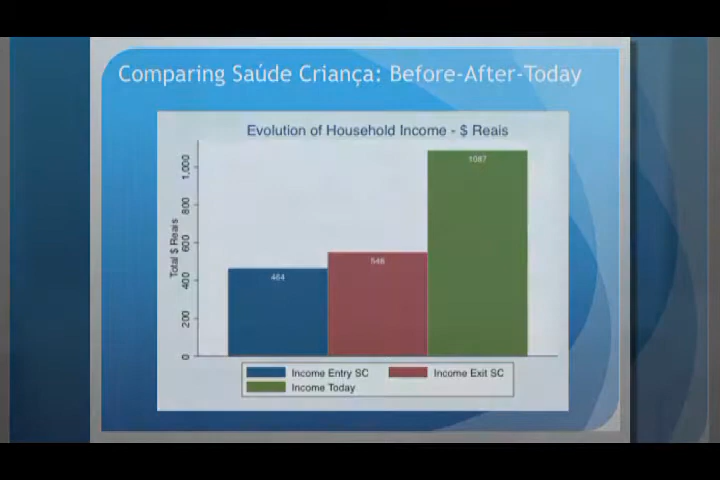 Comparing Saúde Criança: Before-After-Today
Evolution of Household Income - $ Reais
Total $ Reais
0
200
400
600
800
1,000
464
1087
Income Entry SC
Income Exit SC
Income Today